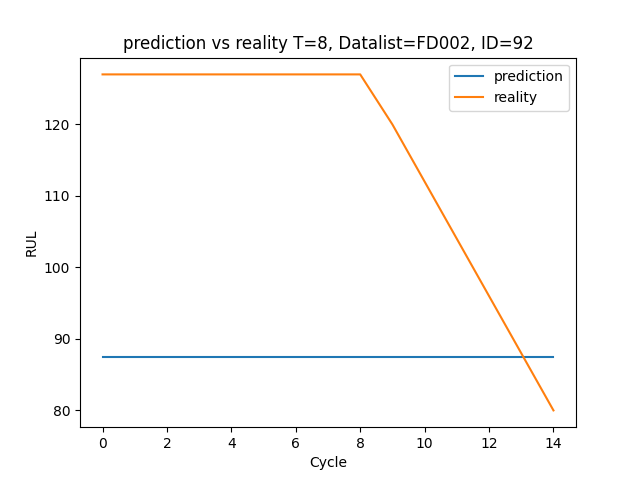 prediction vs reality T=8, Datalist=FD002, ID=92
prediction
reality
RUL
120
110
100
90
80
0 2 4 6 8 10 12 14
Cycle